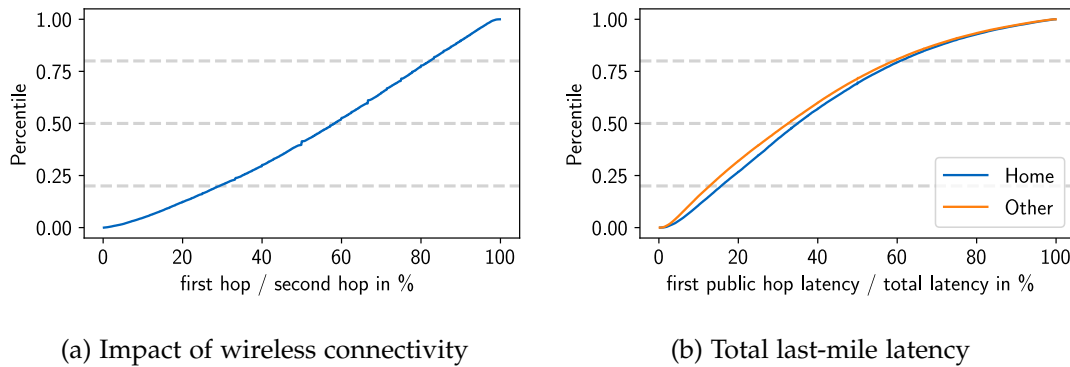 1.00
0.75
0.50
0.25
0.00
Percentile
0 20 40 60 80 100
first hop / second hop in %
(a) Impact of wireless connectivity
1.00
0.75
0.50
0.25
0.00
Percentile
Home
Other
0 20 40 60 80 100
first public hop latency / total latency in %
(b) Total last-mile latency